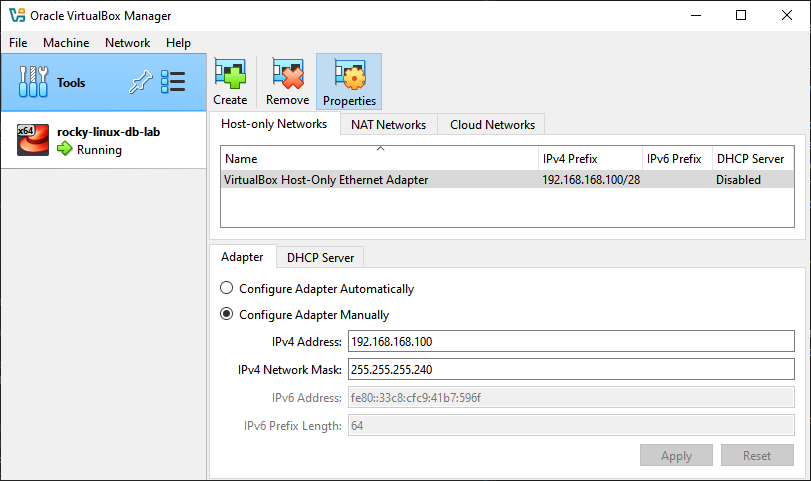 Oracle VirtualBox Manager
File Machine Network Help
Tools
x64
rocky-linux-db-lab
Running
Create Remove Properties
Host-only Networks NAT Networks Cloud Networks
Name IPv4 Prefix IPv6 Prefix DHCP Server
VirtualBox Host-Only Ethernet Adapter 192.168.168.100/28 Disabled
Adapter DHCP Server
Configure Adapter Automatically
Configure Adapter Manually
IPv4 Address: 192.168.168.100
IPv4 Network Mask: 255.255.255.240
IPv6 Address: fe80::33c8:cfc9:41b7:596f
IPv6 Prefix Length: 64
Apply Reset